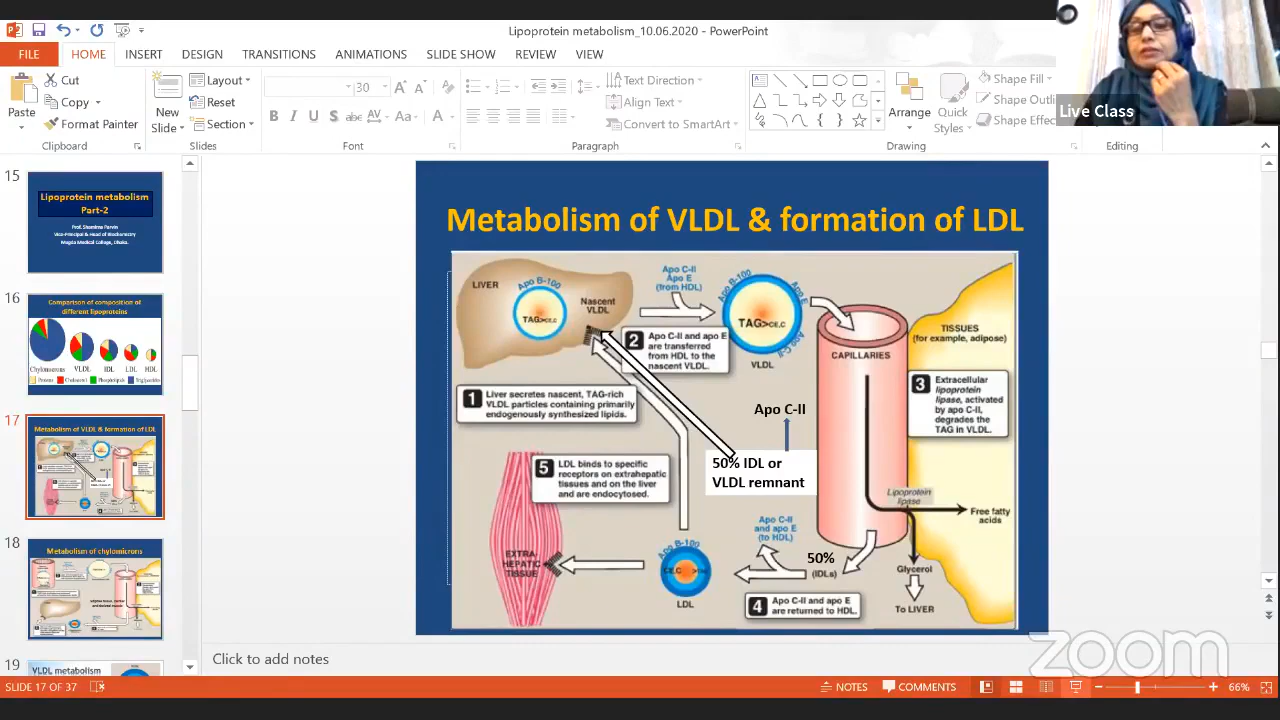 Lipoprotein metabolism_10.06.2020 - PowerPoint
FILE
HOME
INSERT
DESIGN
TRANSITIONS
ANIMATIONS
SLIDE SHOW
REVIEW
VIEW
Paste
Cut
Copy
Format Painter
Clipboard
New
Slide
Layout
Reset
Section
Slides
30
B I U S abc AV Aa A
Font
Text Direction
Align Text
Convert to SmartArt
Paragraph
Arrange
Quick
Styles
Shape Fill
Shape Outli
Shape Effec
Drawing
Editing
Live Class
15
Lipoprotein metabolism
Part-2
Prof. Shamima Parvin
Vice-Principal & Head of Biochemistry
Magda Medical College, Dhaka.
16
Comparison of composition of
different lipoproteins
Chylomicrons VLDL IDL LDL HDL
17
Metabolism of VLDL & formation of LDL
18
Metabolism of chylomicrons
19
VLDL metabolism
Metabolism of VLDL & formation of LDL
LIVER
Apo B-100
TAG>CE,C
Nascent
VLDL
Apo C-II
Apo E
(from HDL)
Apo B-100
Apo E
Apo C-II
TAG>CE,C
VLDL
2 Apo C-II and apo E
are transferred
from HDL to the
nascent VLDL.
CAPILLARIES
TISSUES
(for example, adipose)
3 Extracellular
lipoprotein
lipase, activated
by apo C-II,
degrades the
TAG in VLDL.
1 Liver secretes nascent, TAG-rich
VLDL particles containing primarily
endogenously synthesized lipids.
Apo C-II
50% IDL or
VLDL remnant
5 LDL binds to specific
receptors on extrahepatic
tissues and on the liver
and are endocytosed.
Lipoprotein
lipase
Free fatty
acids
Apo C-II
and apo E
(to HDL)
50%
(IDLs)
Glycerol
To LIVER
EXTRA-
HEPATIC
TISSUE
Apo B-100
LDL
4 Apo C-II and apo E
are returned to HDL.
Click to add notes
zoom
SLIDE 17 OF 37
NOTES
COMMENTS
66%